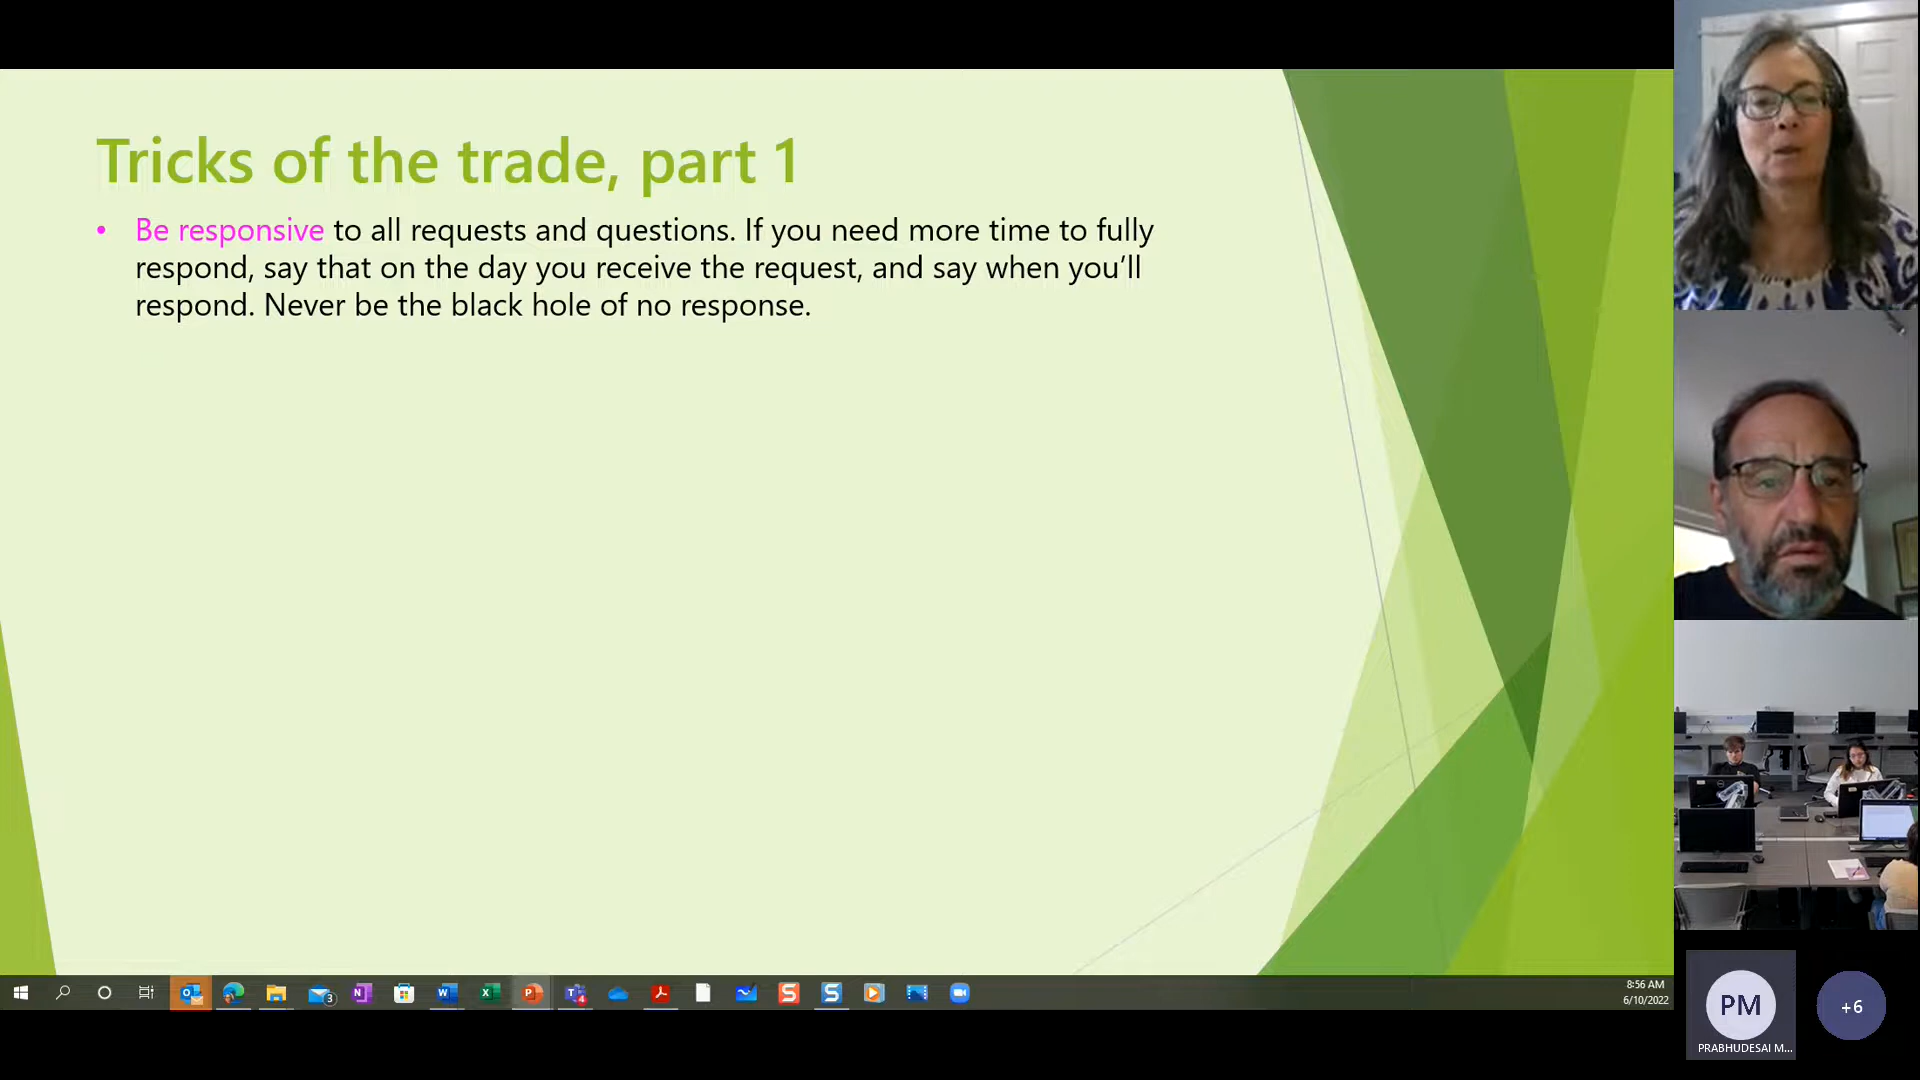 Tricks of the trade, part 1
• Be responsive to all requests and questions. If you need more time to fully
respond, say that on the day you receive the request, and say when you’ll
respond. Never be the black hole of no response.
3
4
8:56 AM
6/10/2022
PM
+6
PRABHUDESAI M...